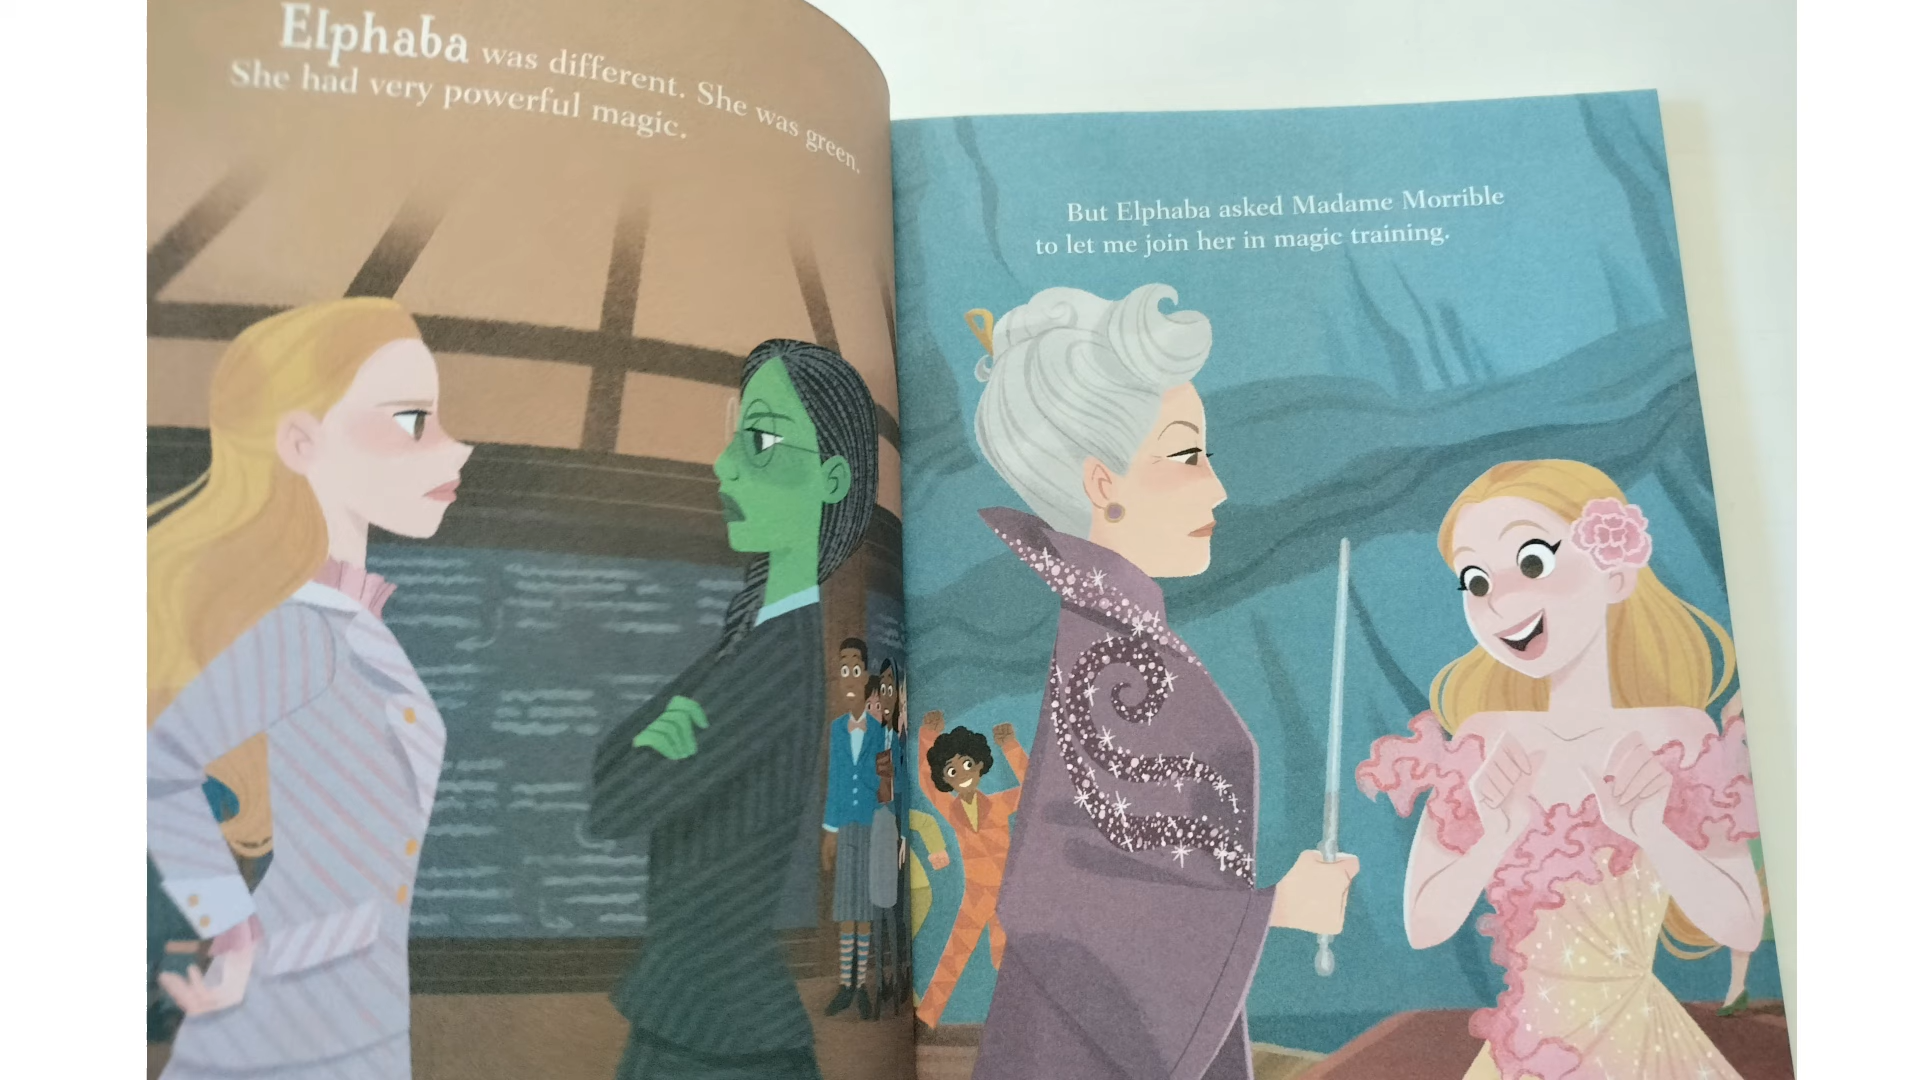 Elphaba was different. She was green.
She had very powerful magic.
But Elphaba asked Madame Morrible
to let me join her in magic training.